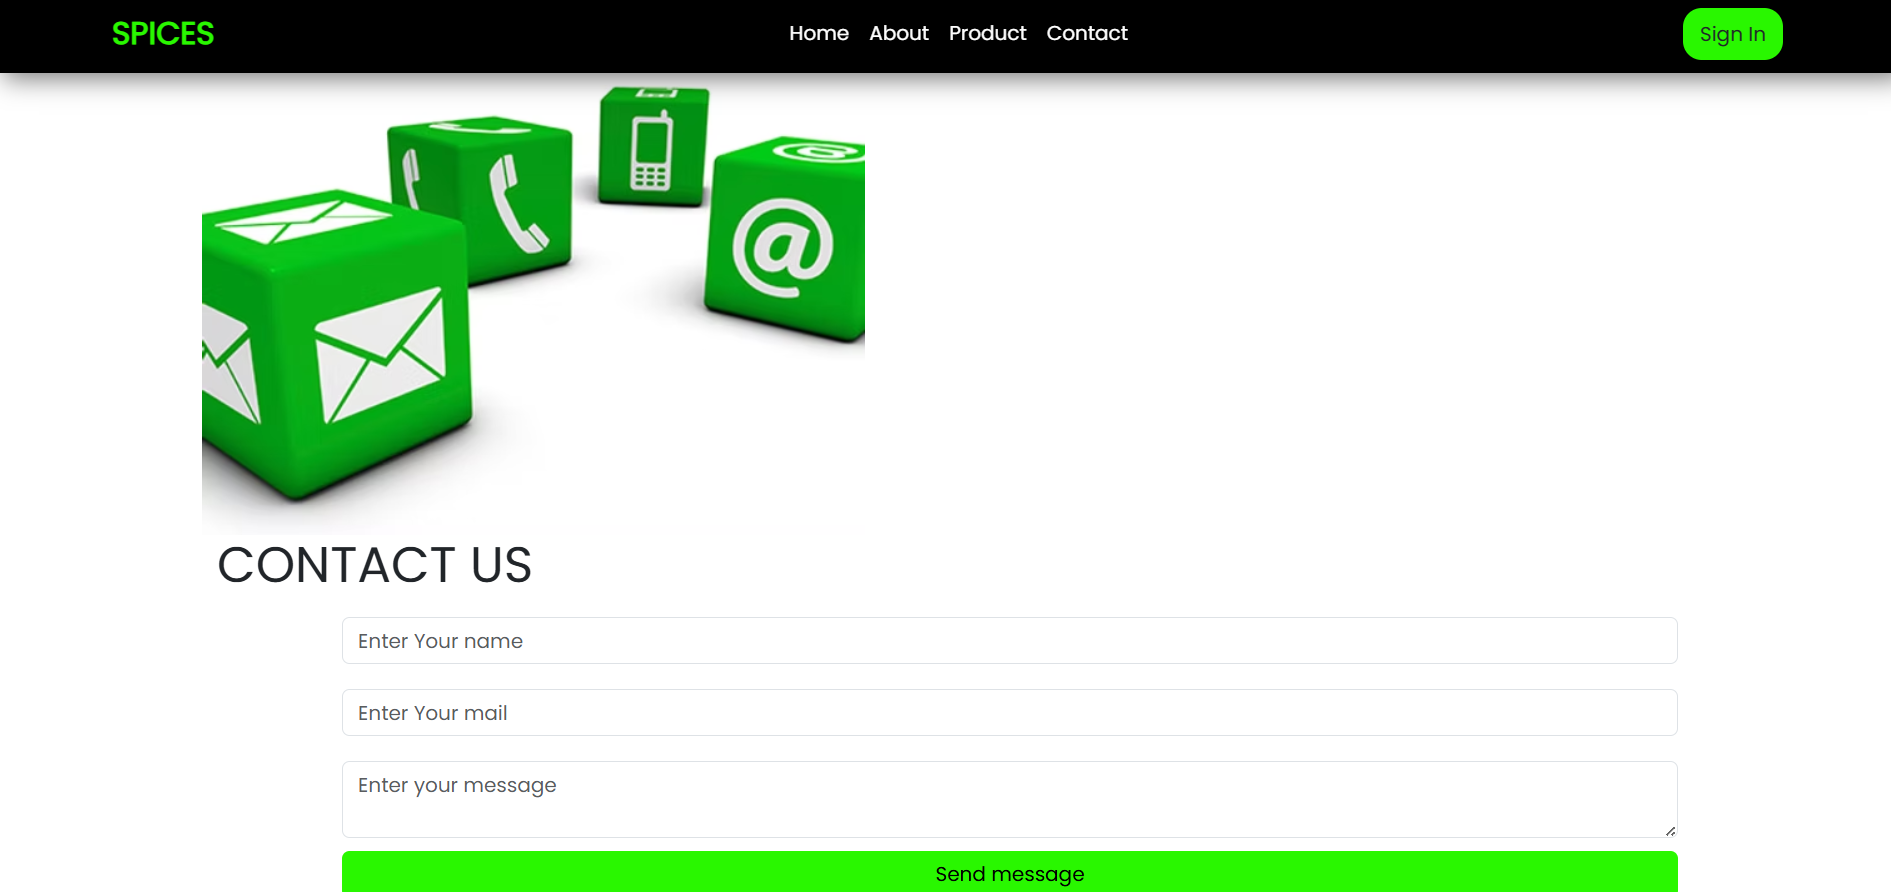 SPICES
Home About Product Contact
Sign In
@
@
CONTACT US
Enter Your name
Enter Your mail
Enter your message
Send message